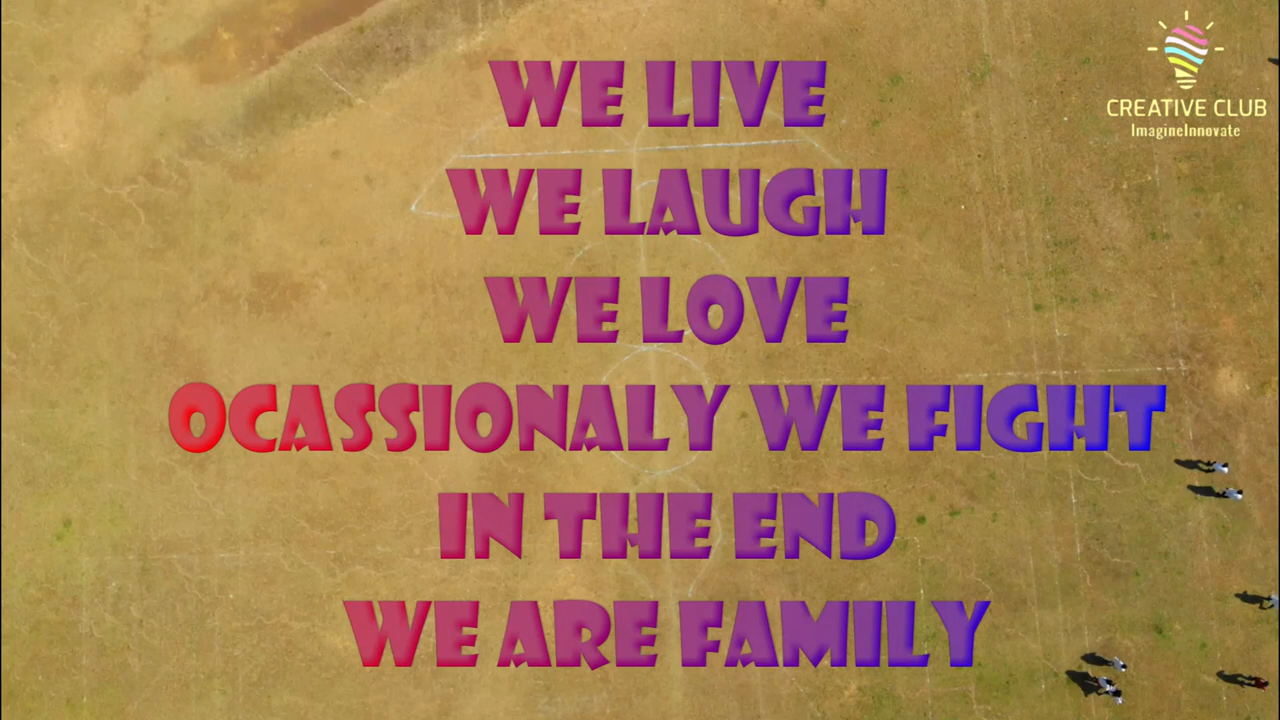 CREATIVE CLUB
ImagineInnovate
WE LIVE
WE LAUGH
WE LOVE
OCASSIONALY WE FIGHT
IN THE END
WE ARE FAMILY